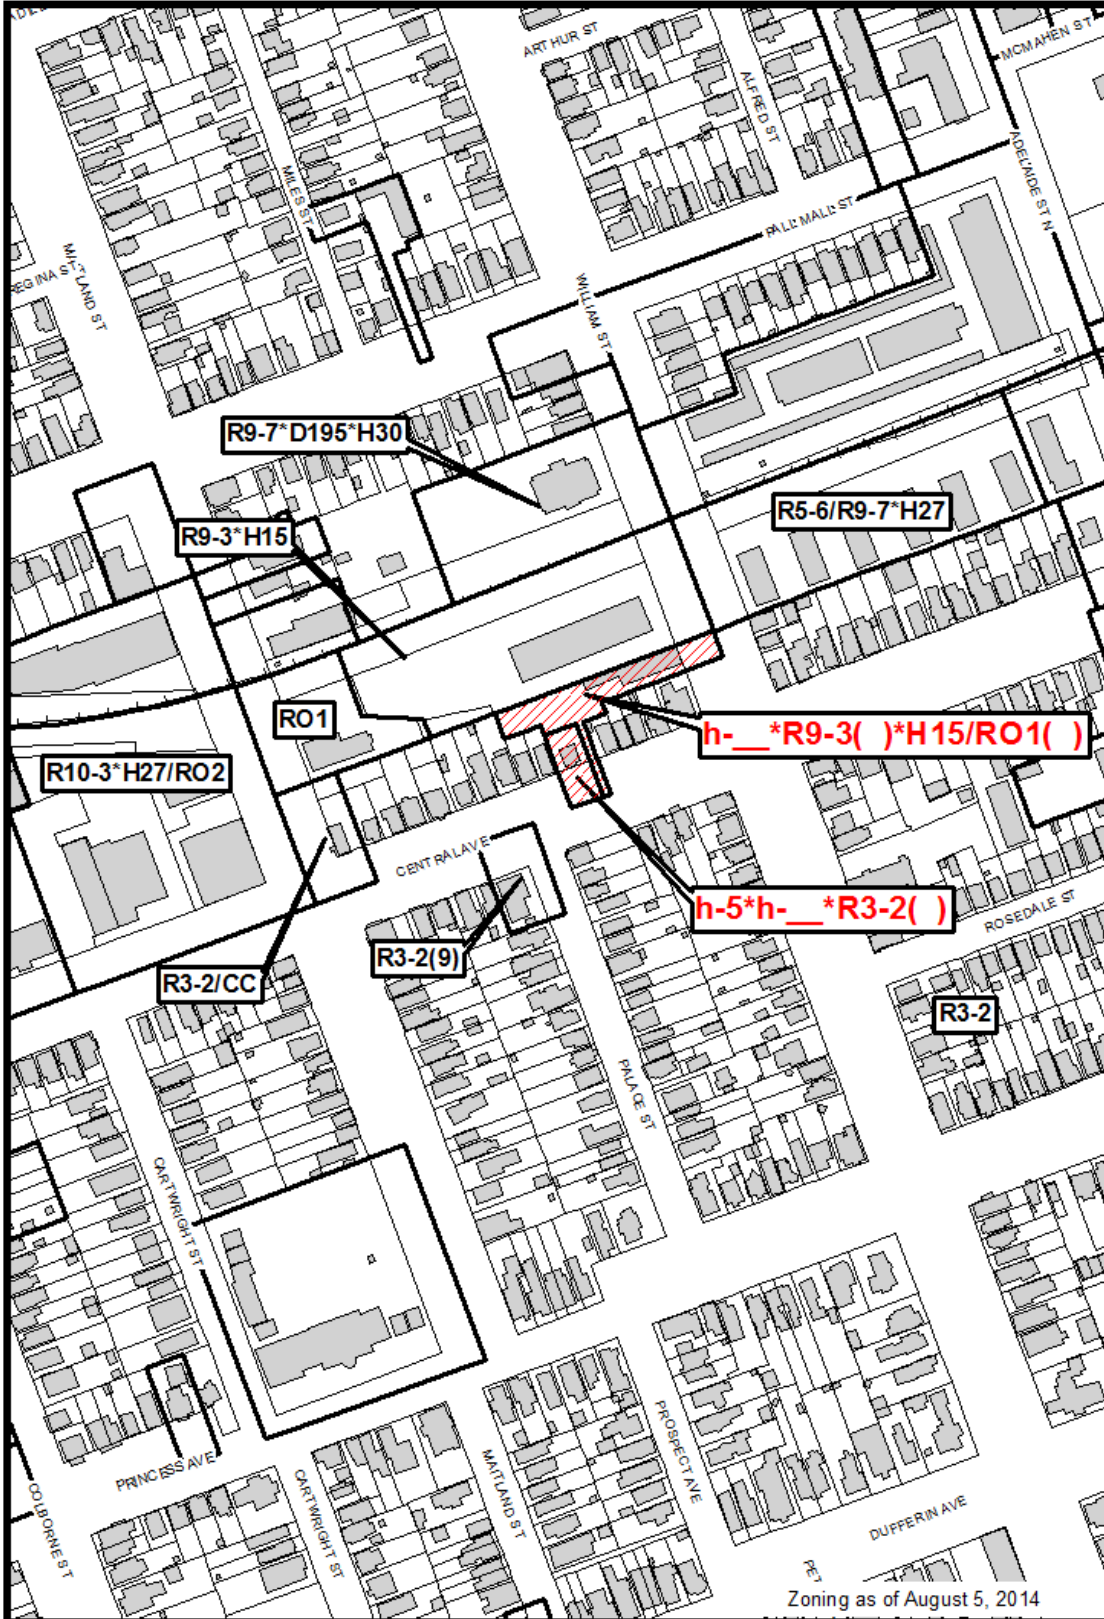 ARTHUR ST
MCMAHEN ST
ALFRED ST
ADELAIDE ST N
MILES ST
PALL MALL ST
MAITLAND ST
REGINA ST
WILLIAM ST
R9-7*D195*H30
R5-6/R9-7*H27
R9-3*H15
RO1
h-__*R9-3( )*H15/RO1( )
R10-3*H27/RO2
CENTRAL AVE
h-5*h-__*R3-2( )
ROSEDALE ST
R3-2(9)
R3-2/CC
R3-2
PALACE ST
CARTWRIGHT ST
PROSPECT AVE
PRINCESS AVE
MAITLAND ST
CARTWRIGHT ST
COLBORNE ST
DUFFERIN AVE
Zoning as of August 5, 2014